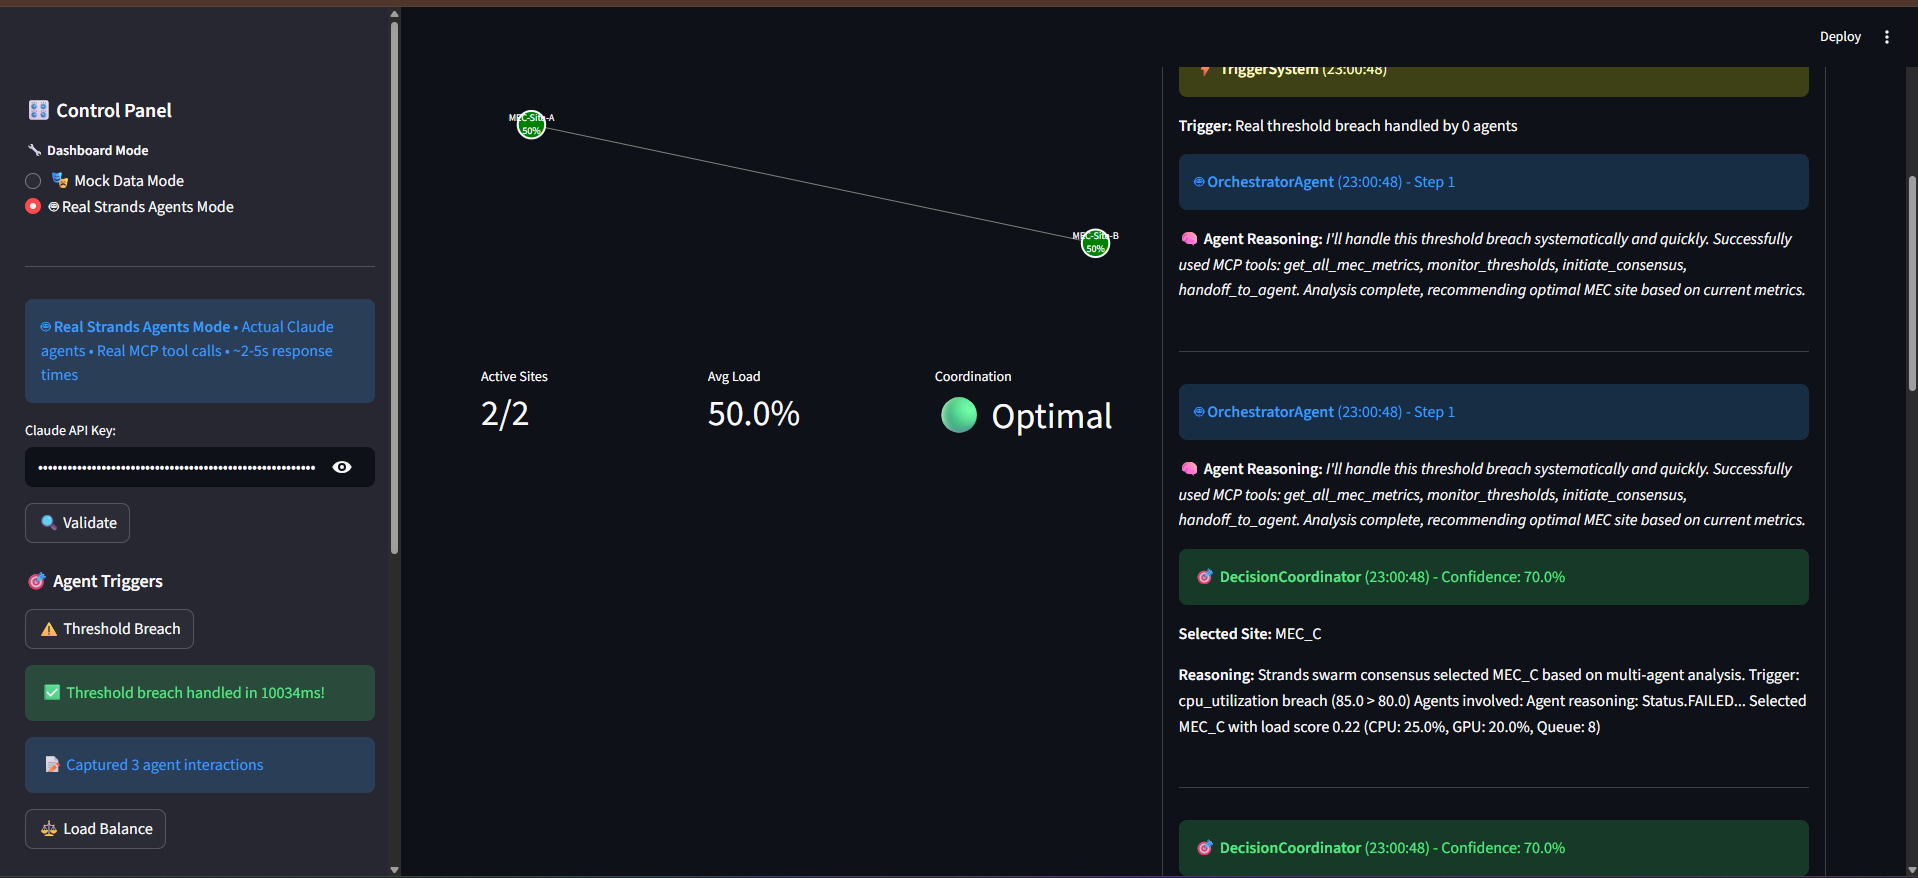 Deploy
Control Panel
Dashboard Mode
Mock Data Mode
Real Strands Agents Mode
Real Strands Agents Mode • Actual Claude
agents • Real MCP tool calls • ~2-5s response
times
Claude API Key:
Validate
Agent Triggers
Threshold Breach
Threshold breach handled in 10034ms!
Captured 3 agent interactions
Load Balance
MEC-Site-A
50%
MEC-Site-B
50%
Active Sites
2/2
Avg Load
50.0%
Coordination
Optimal
TriggerSystem (23:00:48)
Trigger: Real threshold breach handled by 0 agents
OrchestratorAgent (23:00:48) - Step 1
Agent Reasoning: I'll handle this threshold breach systematically and quickly. Successfully
used MCP tools: get_all_mec_metrics, monitor_thresholds, initiate_consensus,
handoff_to_agent. Analysis complete, recommending optimal MEC site based on current metrics.
OrchestratorAgent (23:00:48) - Step 1
Agent Reasoning: I'll handle this threshold breach systematically and quickly. Successfully
used MCP tools: get_all_mec_metrics, monitor_thresholds, initiate_consensus,
handoff_to_agent. Analysis complete, recommending optimal MEC site based on current metrics.
DecisionCoordinator (23:00:48) - Confidence: 70.0%
Selected Site: MEC_C
Reasoning: Strands swarm consensus selected MEC_C based on multi-agent analysis. Trigger:
cpu_utilization breach (85.0 > 80.0) Agents involved: Agent reasoning: Status.FAILED... Selected
MEC_C with load score 0.22 (CPU: 25.0%, GPU: 20.0%, Queue: 8)
DecisionCoordinator (23:00:48) - Confidence: 70.0%